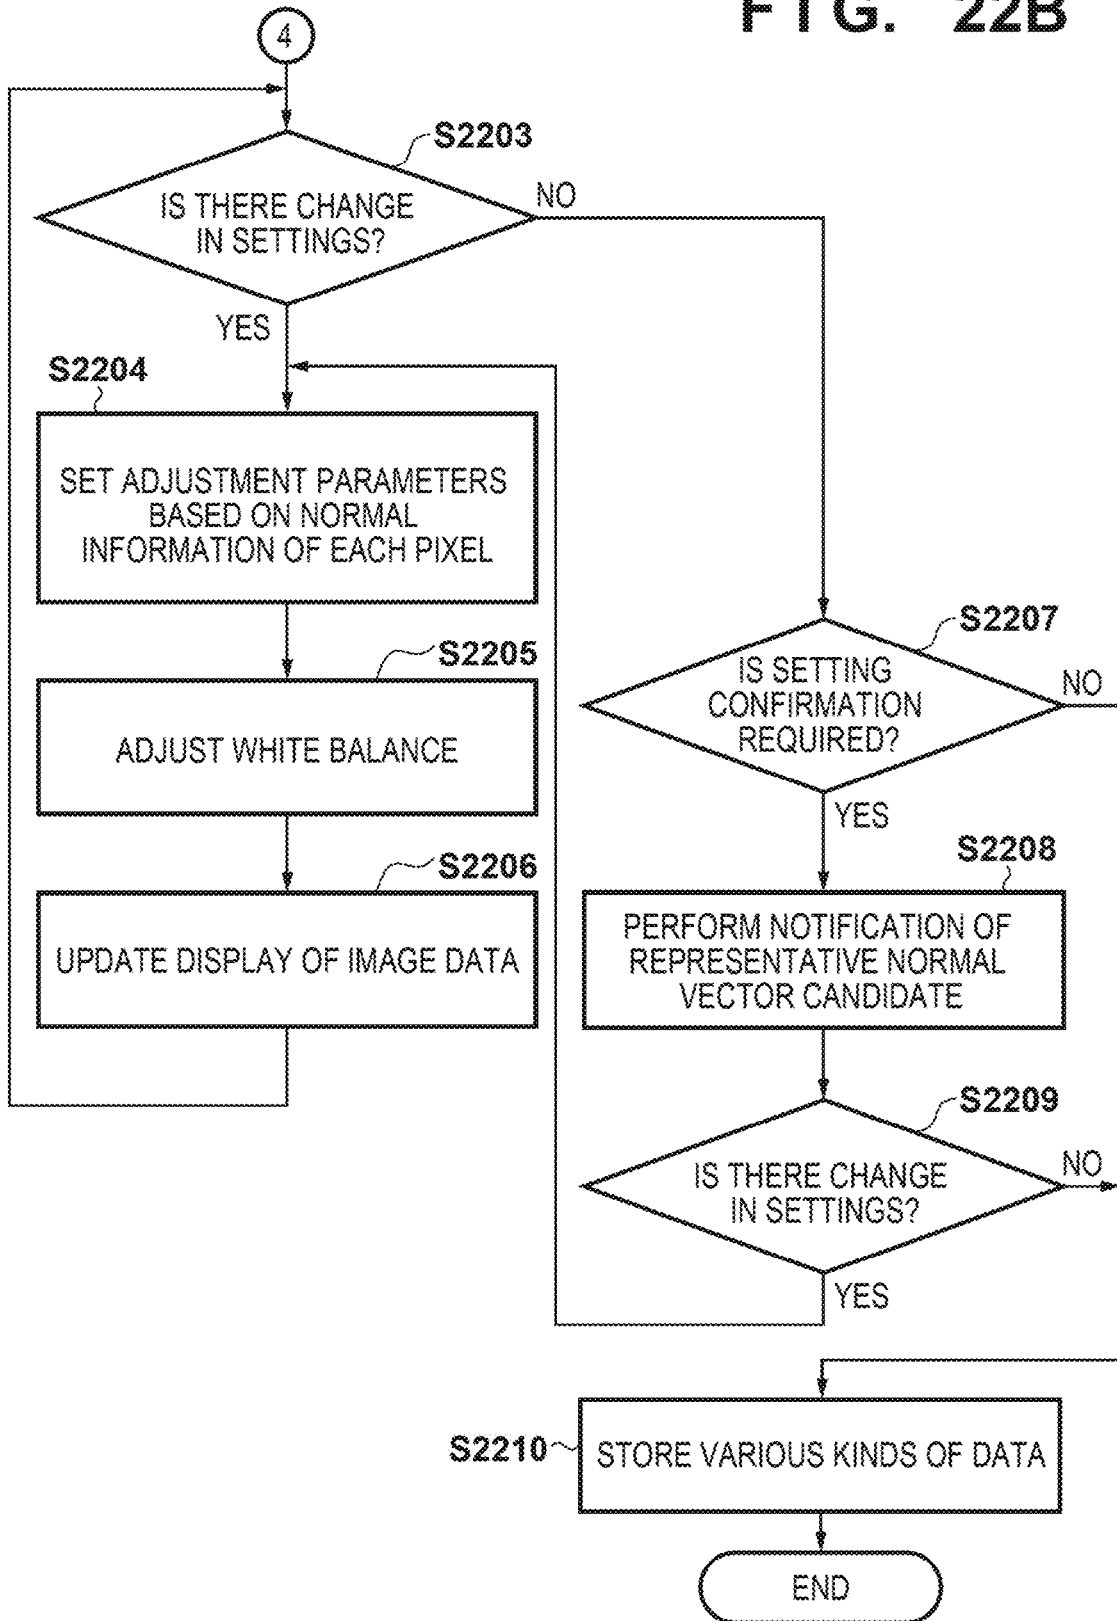 FIG. 22B
4
S2203
IS THERE CHANGE
IN SETTINGS?
NO
YES
S2204
SET ADJUSTMENT PARAMETERS
BASED ON NORMAL
INFORMATION OF EACH PIXEL
S2205
ADJUST WHITE BALANCE
S2206
UPDATE DISPLAY OF IMAGE DATA
S2207
IS SETTING
CONFIRMATION
REQUIRED?
NO
YES
S2208
PERFORM NOTIFICATION OF
REPRESENTATIVE NORMAL
VECTOR CANDIDATE
S2209
IS THERE CHANGE
IN SETTINGS?
NO
YES
S2210
STORE VARIOUS KINDS OF DATA
END